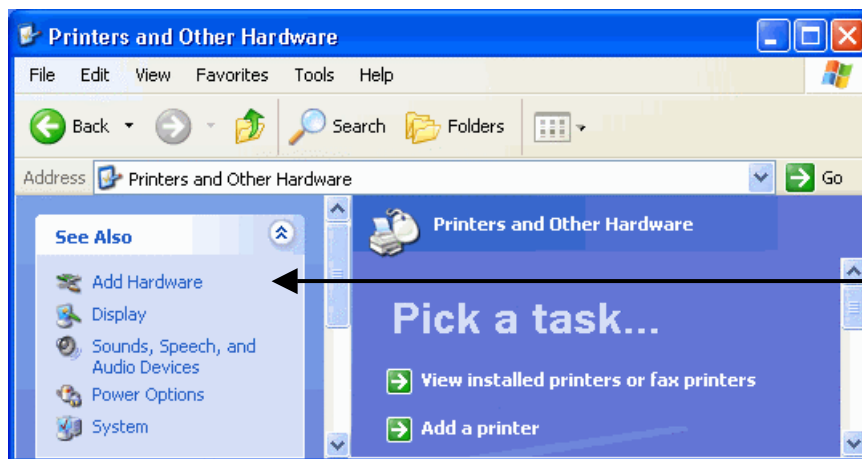 Printers and Other Hardware
File Edit View Favorites Tools Help
Back Search Folders
Address Printers and Other Hardware Go
See Also
Add Hardware
Display
Sounds, Speech, and
Audio Devices
Power Options
System
Printers and Other Hardware
Pick a task...
View installed printers or fax printers
Add a printer